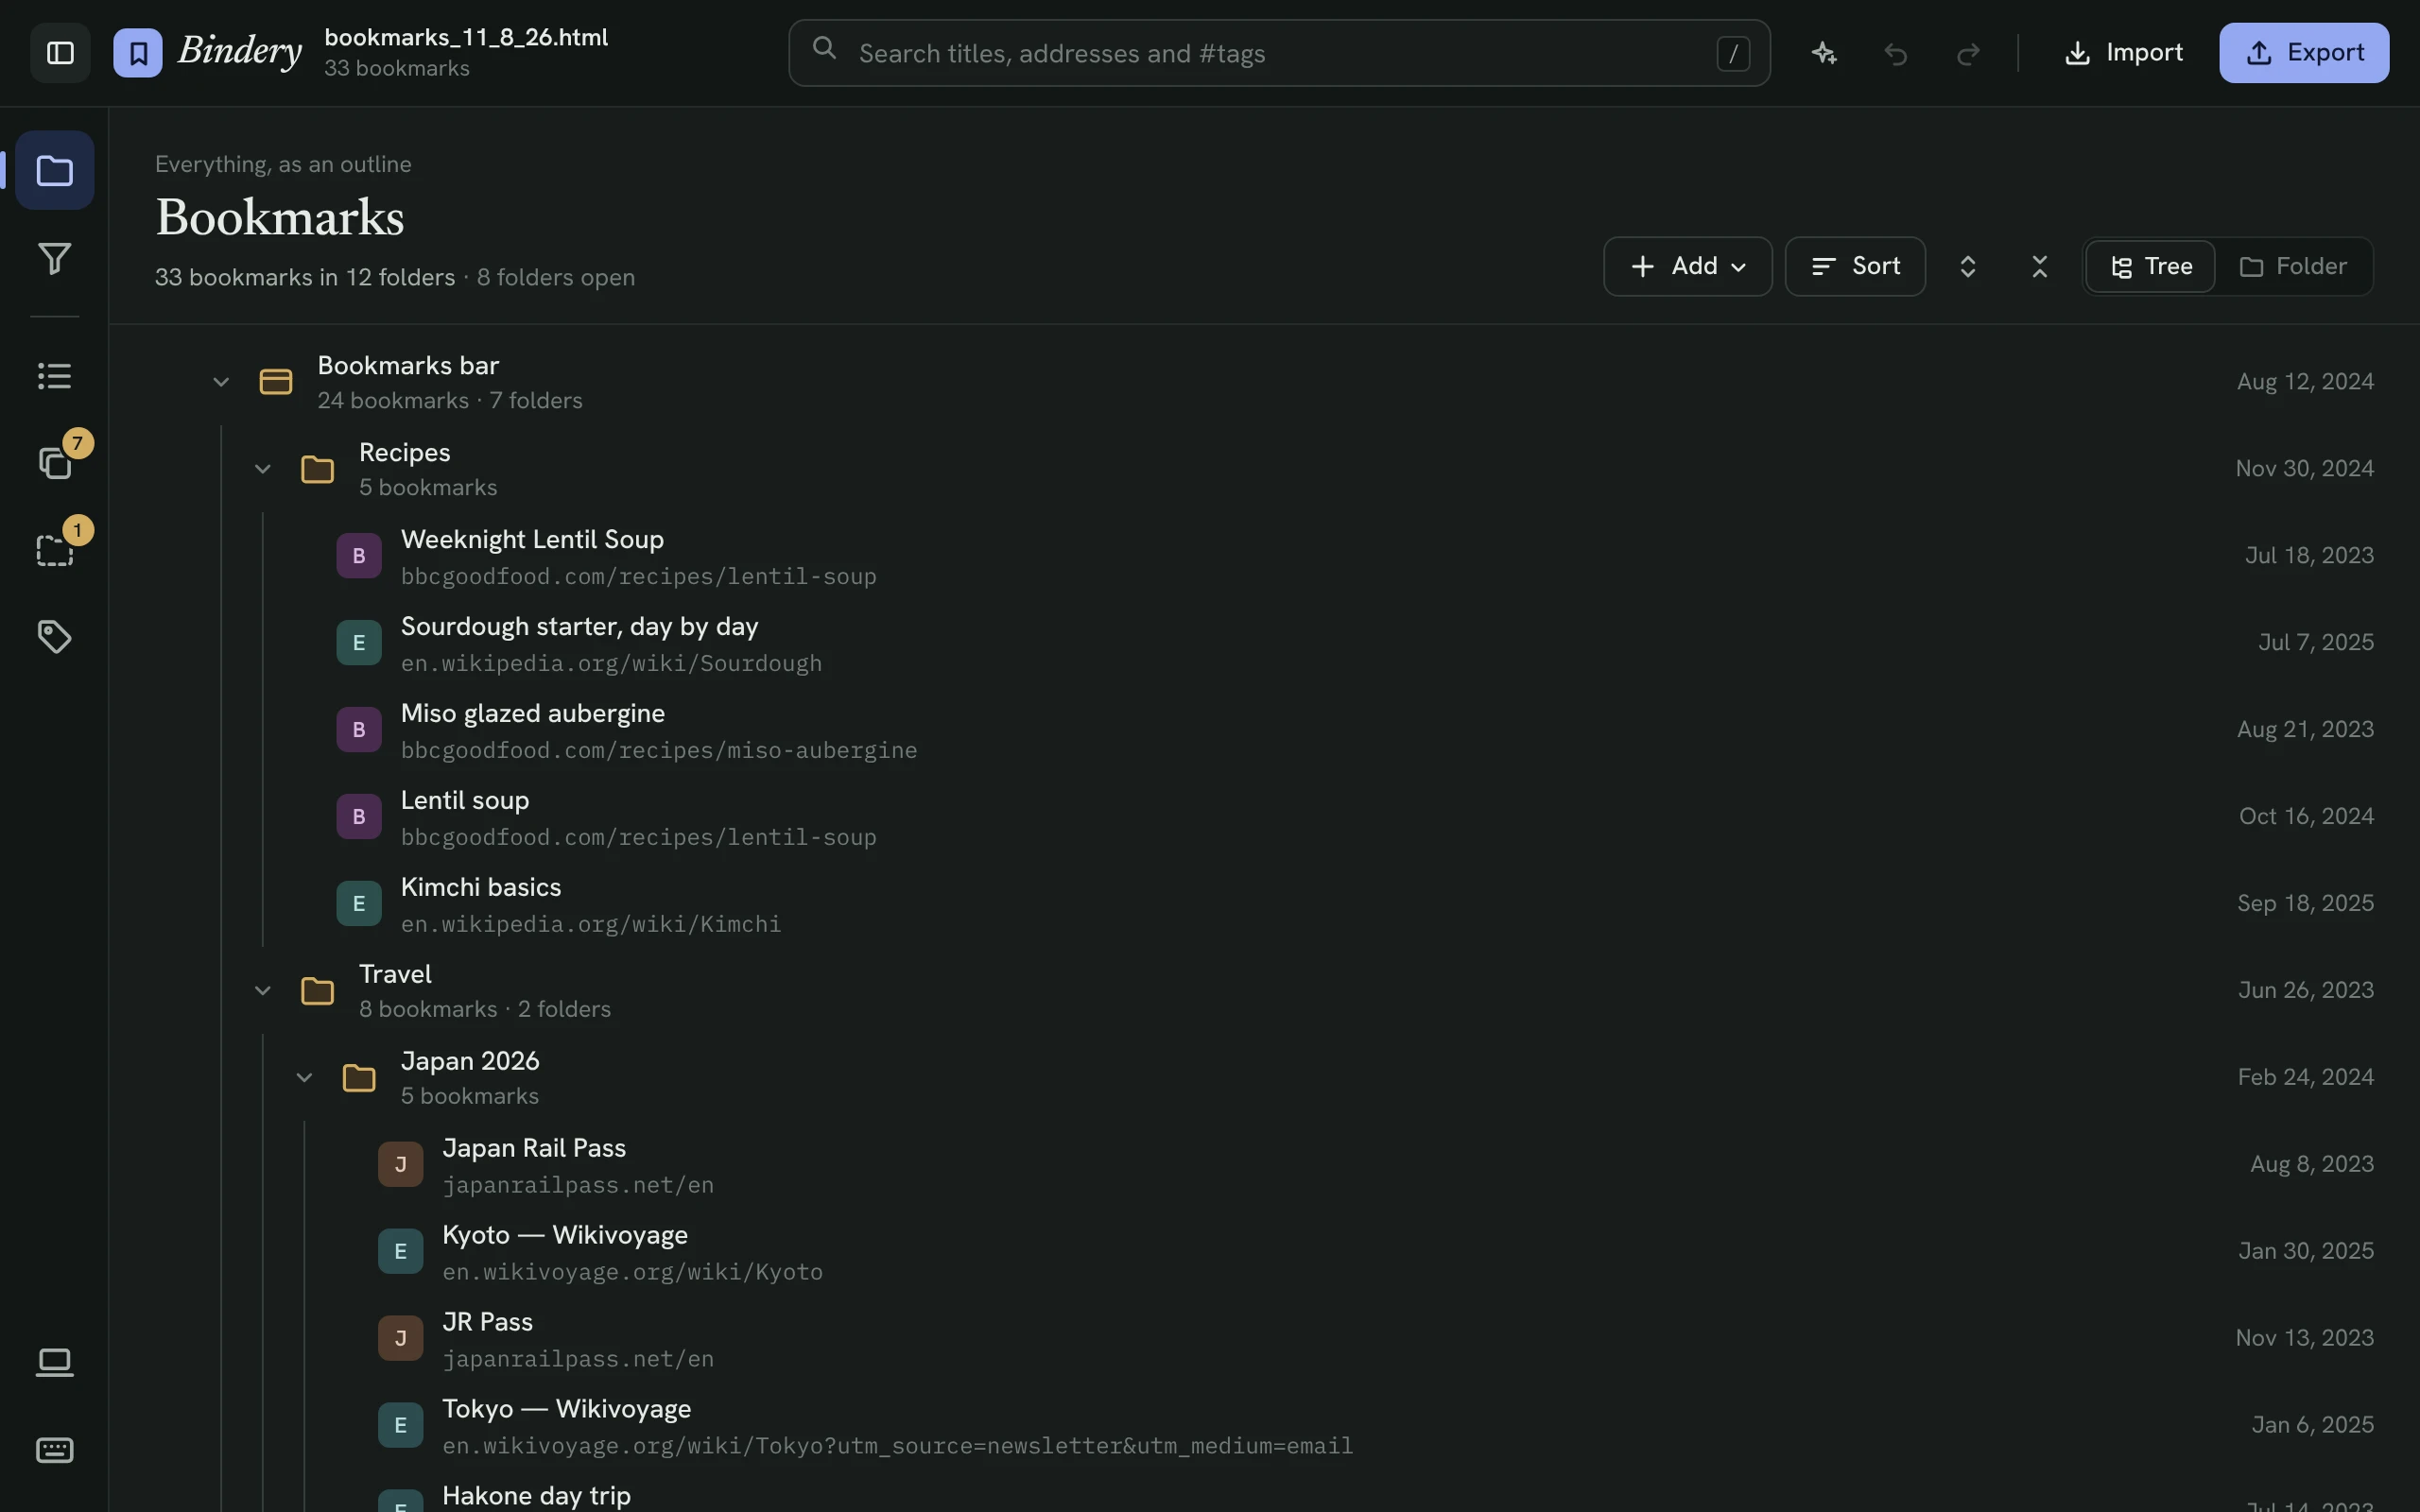 Bindery
bookmarks_11_8_26.html
33 bookmarks
Search titles, addresses and #tags
/
Import
Export
Everything, as an outline
Bookmarks
33 bookmarks in 12 folders · 8 folders open
Add
Sort
Tree
Folder
7
1
Bookmarks bar
24 bookmarks · 7 folders
Aug 12, 2024
Recipes
5 bookmarks
Nov 30, 2024
B
Weeknight Lentil Soup
bbcgoodfood.com/recipes/lentil-soup
Jul 18, 2023
E
Sourdough starter, day by day
en.wikipedia.org/wiki/Sourdough
Jul 7, 2025
B
Miso glazed aubergine
bbcgoodfood.com/recipes/miso-aubergine
Aug 21, 2023
B
Lentil soup
bbcgoodfood.com/recipes/lentil-soup
Oct 16, 2024
E
Kimchi basics
en.wikipedia.org/wiki/Kimchi
Sep 18, 2025
Travel
8 bookmarks · 2 folders
Jun 26, 2023
Japan 2026
5 bookmarks
Feb 24, 2024
J
Japan Rail Pass
japanrailpass.net/en
Aug 8, 2023
E
Kyoto — Wikivoyage
en.wikivoyage.org/wiki/Kyoto
Jan 30, 2025
J
JR Pass
japanrailpass.net/en
Nov 13, 2023
E
Tokyo — Wikivoyage
en.wikivoyage.org/wiki/Tokyo?utm_source=newsletter&utm_medium=email
Jan 6, 2025
Hakone day trip